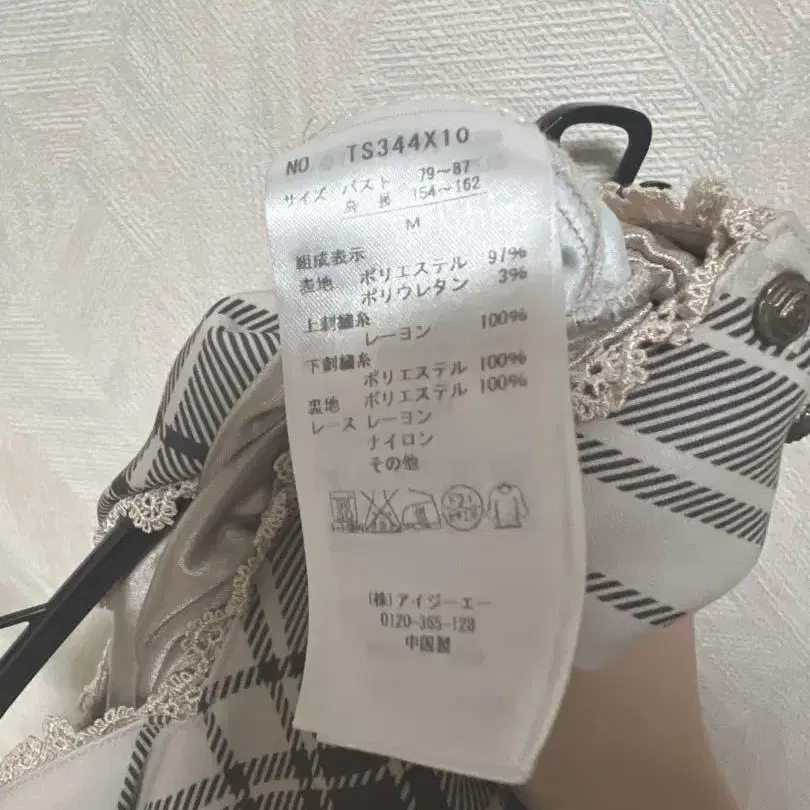 NO. TS344X10
サイズ バスト 79～87
身長 154～162
M
組成表示
表地 ポリエステル 97%
ポリウレタン 3%
上刺繍糸
レーヨン 100%
下刺繍糸
ポリエステル 100%
裏地 ポリエステル 100%
レース レーヨン
ナイロン
その他
ドライ
(株)アイジーエー
0120-365-128
中国製